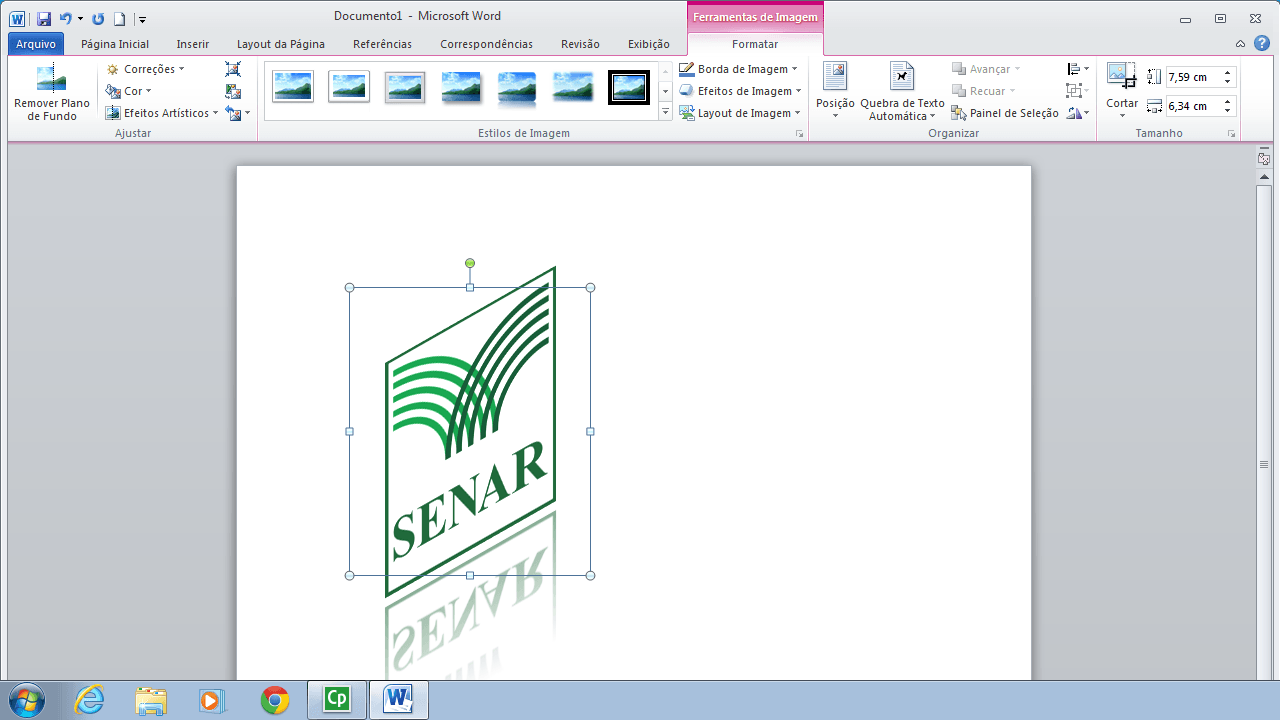 Documento1 - Microsoft Word
Ferramentas de Imagem
Arquivo
Página Inicial
Inserir
Layout da Página
Referências
Correspondências
Revisão
Exibição
Formatar
Remover Plano
de Fundo
Correções
Cor
Efeitos Artísticos
Ajustar
Estilos de Imagem
Borda de Imagem
Efeitos de Imagem
Layout de Imagem
Posição
Quebra de Texto
Automática
Avançar
Recuar
Painel de Seleção
Organizar
Cortar
7,59 cm
6,34 cm
Tamanho
SENAR
SENAR
Cp